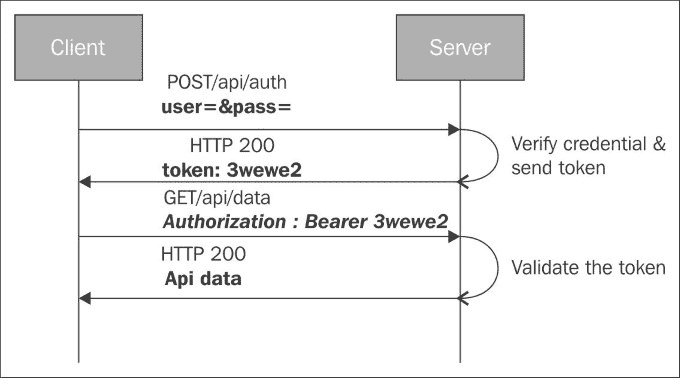 Client
Server
POST/api/auth
user=&pass=
HTTP 200
token: 3wewe2
Verify credential &
send token
GET/api/data
Authorization : Bearer 3wewe2
HTTP 200
Api data
Validate the token